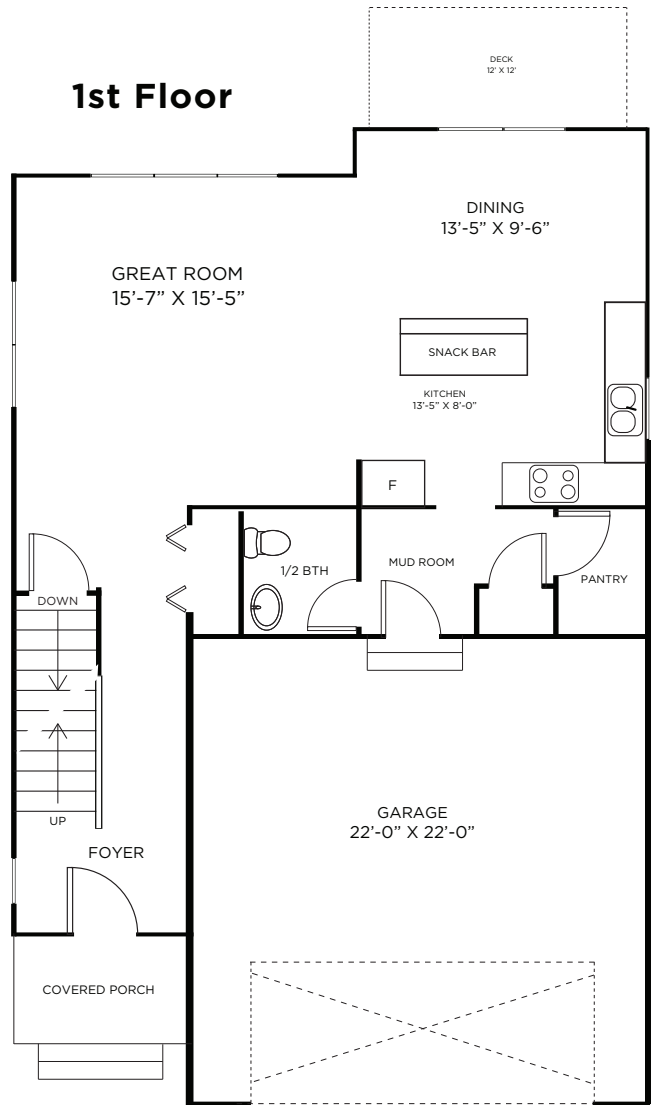 DECK
12' X 12'
1st Floor
DINING
13’-5” X 9’-6”
GREAT ROOM
15’-7” X 15’-5”
SNACK BAR
KITCHEN
13’-5” X 8’-0”
F
1/2 BTH
MUD ROOM
PANTRY
DOWN
UP
GARAGE
22’-0” X 22’-0”
FOYER
COVERED PORCH